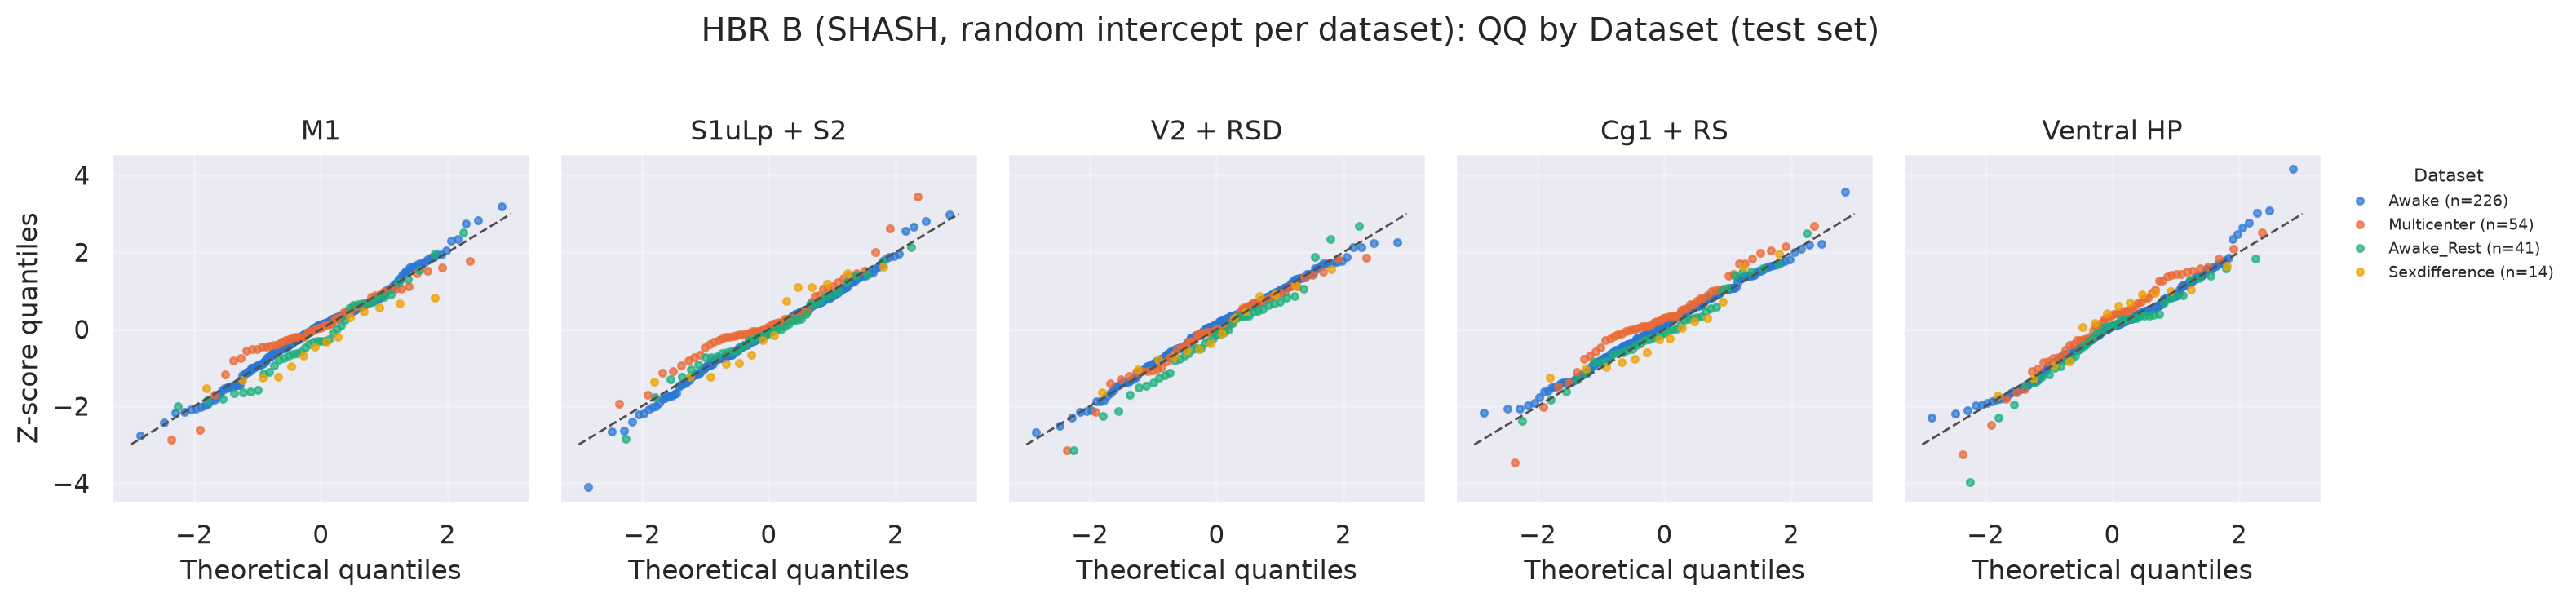 HBR B (SHASH, random intercept per dataset): QQ by Dataset (test set)
M1
S1uLp + S2
V2 + RSD
Cg1 + RS
Ventral HP
Z-score quantiles
4
2
0
−2
−4
−2 0 2
−2 0 2
−2 0 2
−2 0 2
−2 0 2
Theoretical quantiles
Theoretical quantiles
Theoretical quantiles
Theoretical quantiles
Theoretical quantiles
Dataset
Awake (n=226)
Multicenter (n=54)
Awake_Rest (n=41)
Sexdifference (n=14)